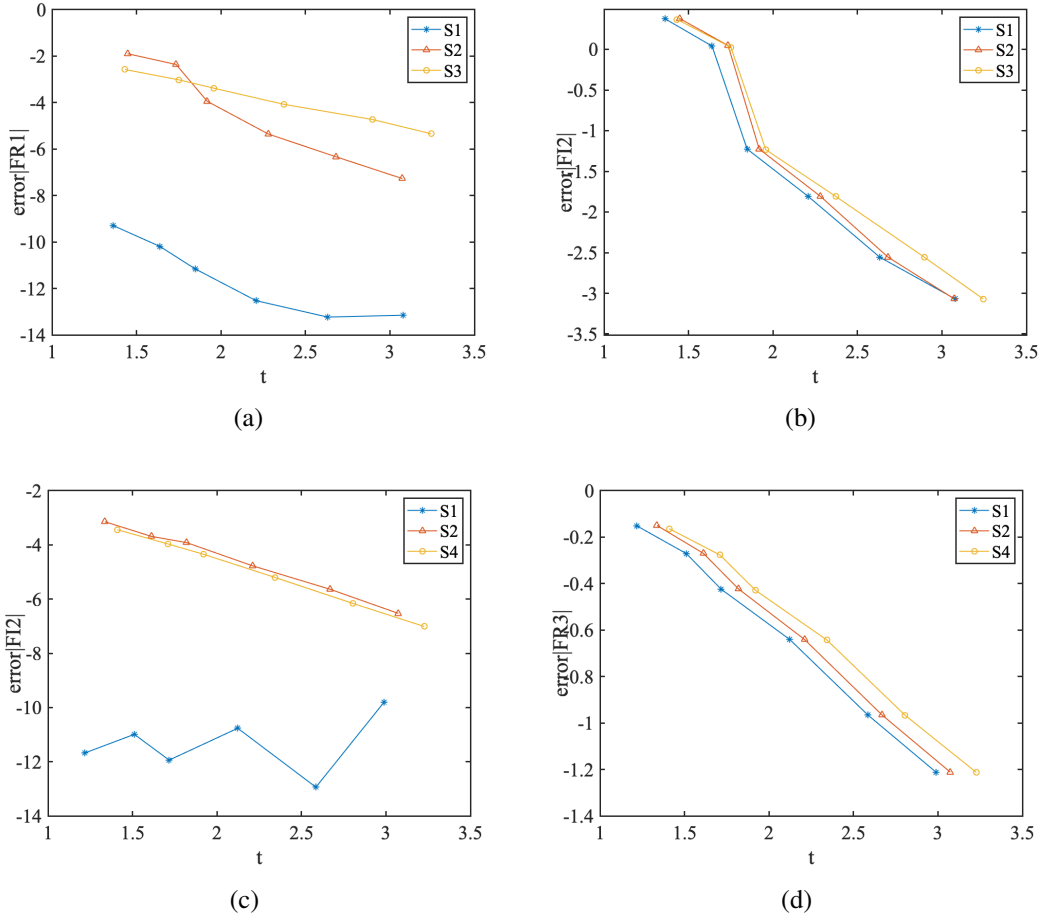 0
-2
-4
-6
-8
-10
-12
-14
error|FR1|
1
1.5
2
2.5
3
3.5
t
S1
S2
S3
(a)
0
-0.5
-1
-1.5
-2
-2.5
-3
-3.5
error|FI2|
1
1.5
2
2.5
3
3.5
t
S1
S2
S3
(b)
-2
-4
-6
-8
-10
-12
-14
error|FI2|
1
1.5
2
2.5
3
3.5
t
S1
S2
S4
(c)
0
-0.2
-0.4
-0.6
-0.8
-1
-1.2
-1.4
error|FR3|
1
1.5
2
2.5
3
3.5
t
S1
S2
S4
(d)